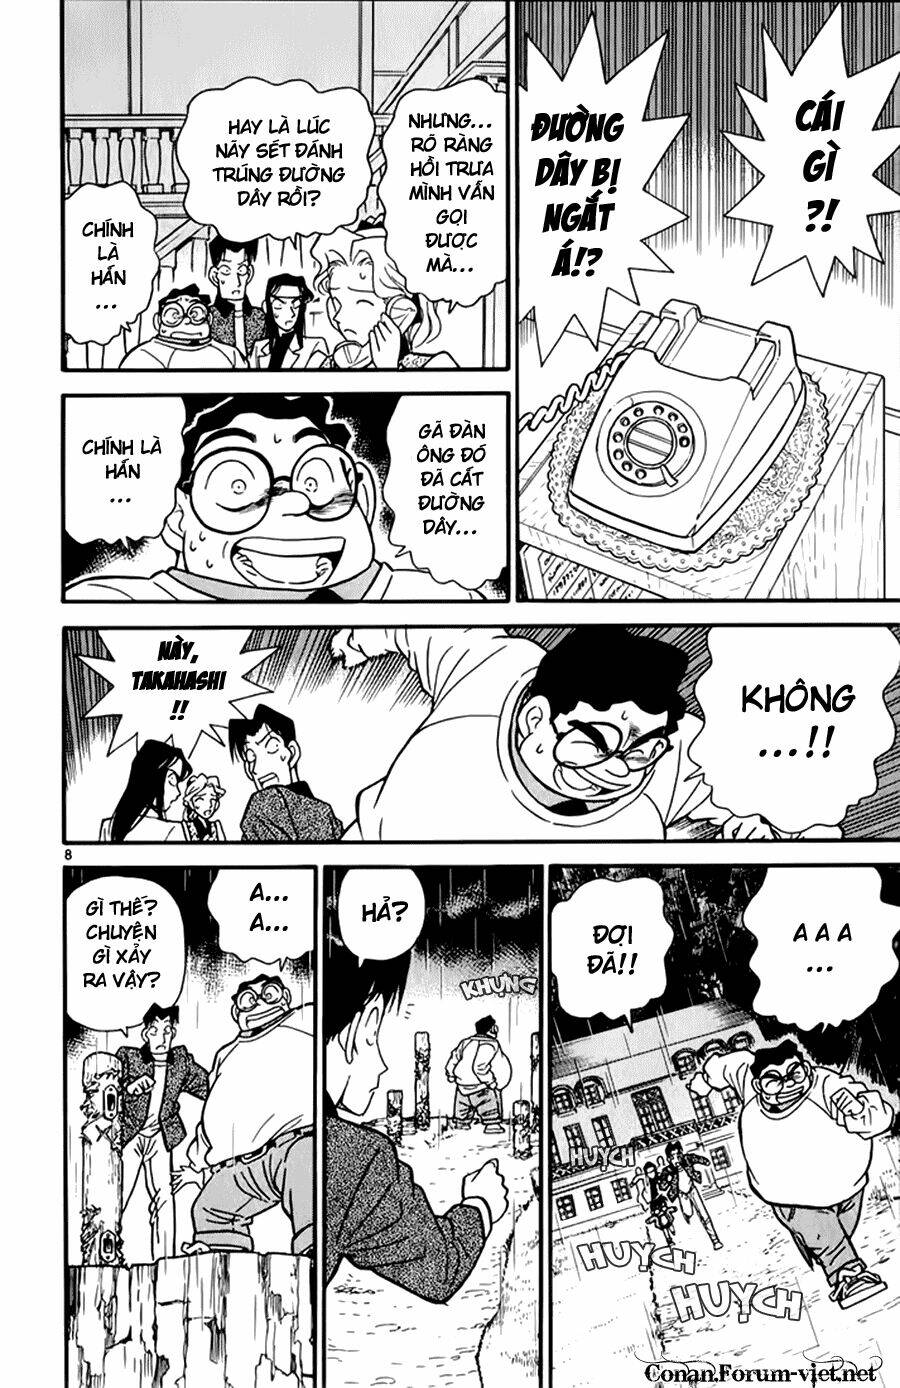 CÁI
GÌ
?!
ĐƯỜNG
DÂY BỊ
NGẮT
Á!?
NHƯNG...
RÕ RÀNG
HỒI TRƯA
MÌNH VẪN
GỌI
ĐƯỢC
MÀ...
HAY LÀ LÚC
NÃY SÉT ĐÁNH
TRÚNG ĐƯỜNG
DÂY RỒI?
CHÍNH
LÀ
HẮN
...
GÃ ĐÀN
ÔNG ĐÓ
ĐÃ CẮT
ĐƯỜNG
DÂY...
CHÍNH LÀ
HẮN
...
KHÔNG
...!!
NÀY,
TAKAHASHI
!!
8
A A A
...
ĐỢI
ĐÃ!!
HUỴCH
HUỴCH
HUỴCH
HẢ?
KHỰNG
A...
A...
GÌ THẾ?
CHUYỆN
GÌ XẢY
RA VẬY?
Conan.Forum-viet.net